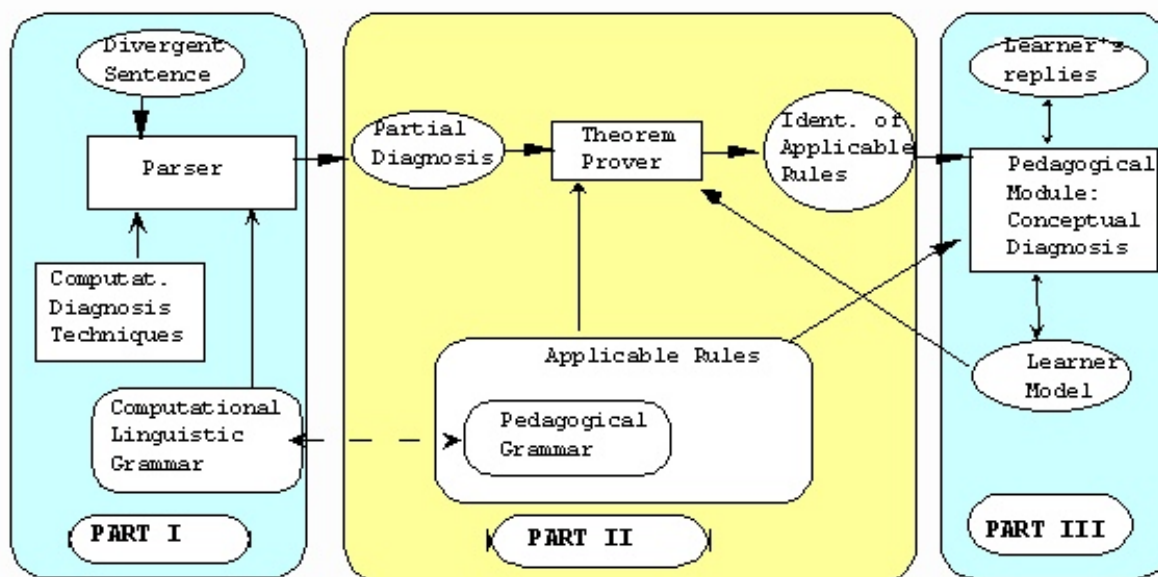 Divergent
Sentence
Parser
Computat.
Diagnosis
Techniques
Computational
Linguistic
Grammar
PART I
Partial
Diagnosis
Theorem
Prover
Ident. of
Applicable
Rules
Applicable Rules
Pedagogical
Grammar
PART II
Learner's
replies
Pedagogical
Module:
Conceptual
Diagnosis
Learner
Model
PART III